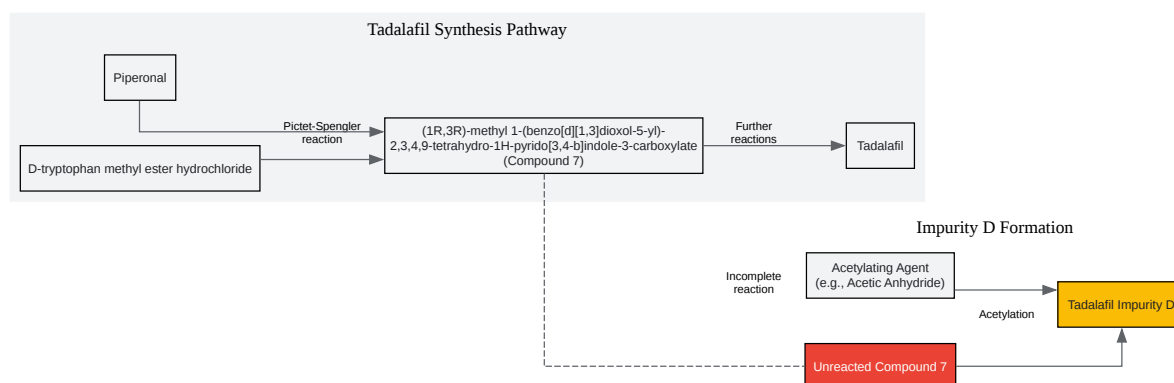 Tadalafil Synthesis Pathway
Piperonal
Pictet-Spengler
reaction
(1R,3R)-methyl 1-(benzo[d][1,3]dioxol-5-yl)-
2,3,4,9-tetrahydro-1H-pyrido[3,4-b]indole-3-carboxylate
(Compound 7)
Further
reactions
Tadalafil
D-tryptophan methyl ester hydrochloride
Impurity D Formation
Incomplete
reaction
Acetylating Agent
(e.g., Acetic Anhydride)
Acetylation
Tadalafil Impurity D
Unreacted Compound 7